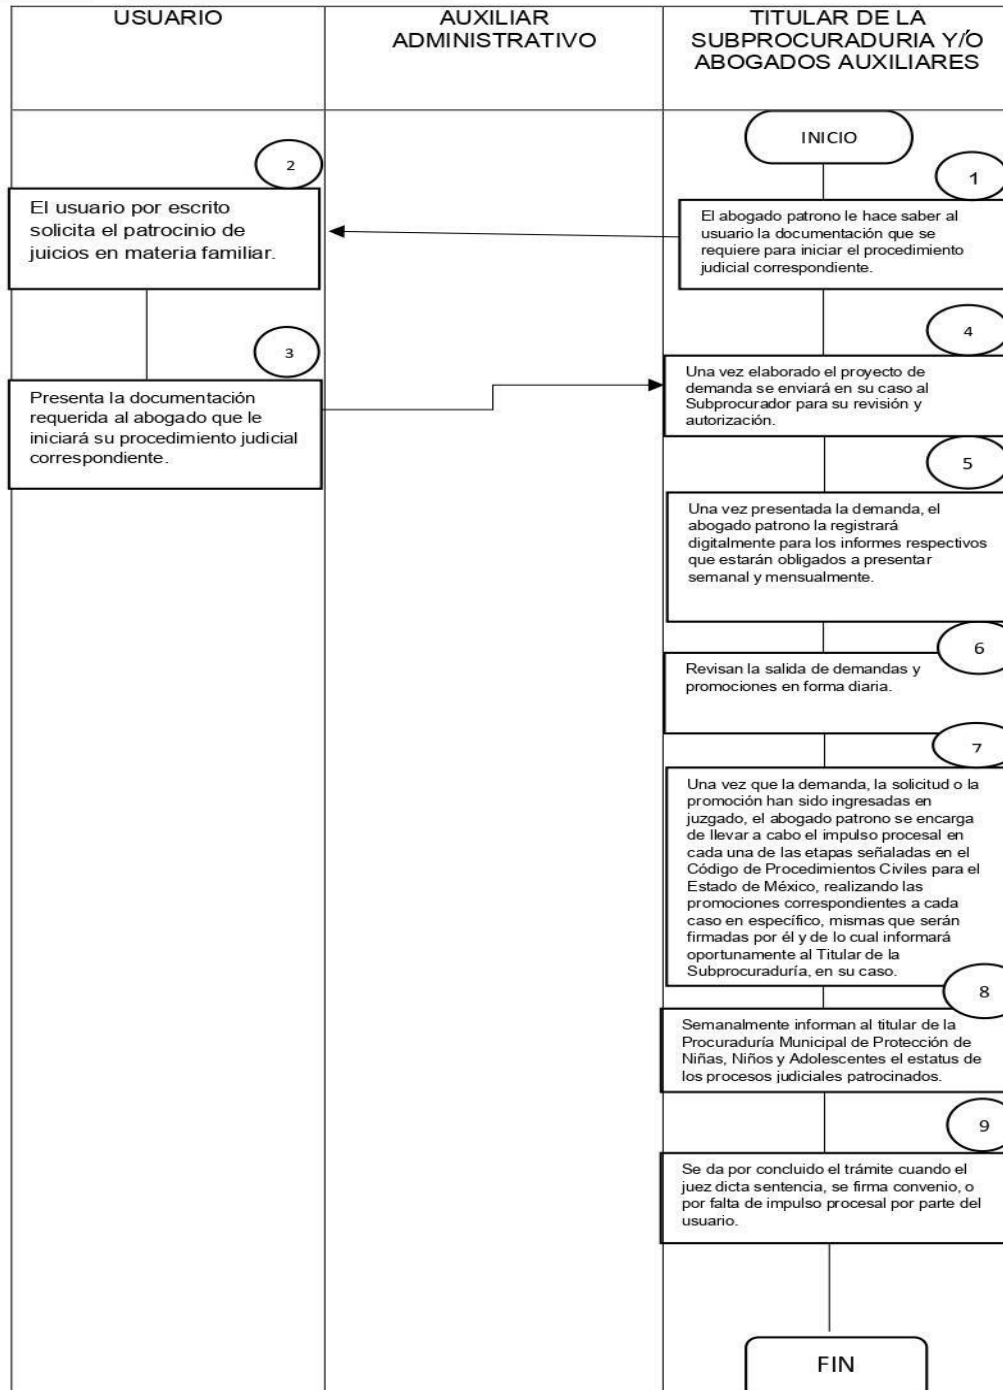 USUARIO
AUXILIAR
ADMINISTRATIVO
TITULAR DE LA
SUBPROCURADURIA Y/O
ABOGADOS AUXILIARES
INICIO
1
El abogado patrono le hace saber al
usuario la documentación que se
requiere para iniciar el procedimiento
judicial correspondiente.
2
El usuario por escrito
solicita el patrocinio de
juicios en materia familiar.
3
Presenta la documentación
requerida al abogado que le
iniciará su procedimiento judicial
correspondiente.
4
Una vez elaborado el proyecto de
demanda se enviará en su caso al
Subprocurador para su revisión y
autorización.
5
Una vez presentada la demanda, el
abogado patrono la registrará
digitalmente para los informes respectivos
que estarán obligados a presentar
semanal y mensualmente.
6
Revisan la salida de demandas y
promociones en forma diaria.
7
Una vez que la demanda, la solicitud o la
promoción han sido ingresadas en
juzgado, el abogado patrono se encarga
de llevar a cabo el impulso procesal en
cada una de las etapas señaladas en el
Código de Procedimientos Civiles para el
Estado de México, realizando las
promociones correspondientes a cada
caso en específico, mismas que serán
firmadas por él y de lo cual informará
oportunamente al Titular de la
Subprocuraduría, en su caso.
8
Semanalmente informan al titular de la
Procuraduría Municipal de Protección de
Niñas, Niños y Adolescentes el estatus de
los procesos judiciales patrocinados.
9
Se da por concluido el trámite cuando el
juez dicta sentencia, se firma convenio, o
por falta de impulso procesal por parte del
usuario.
FIN